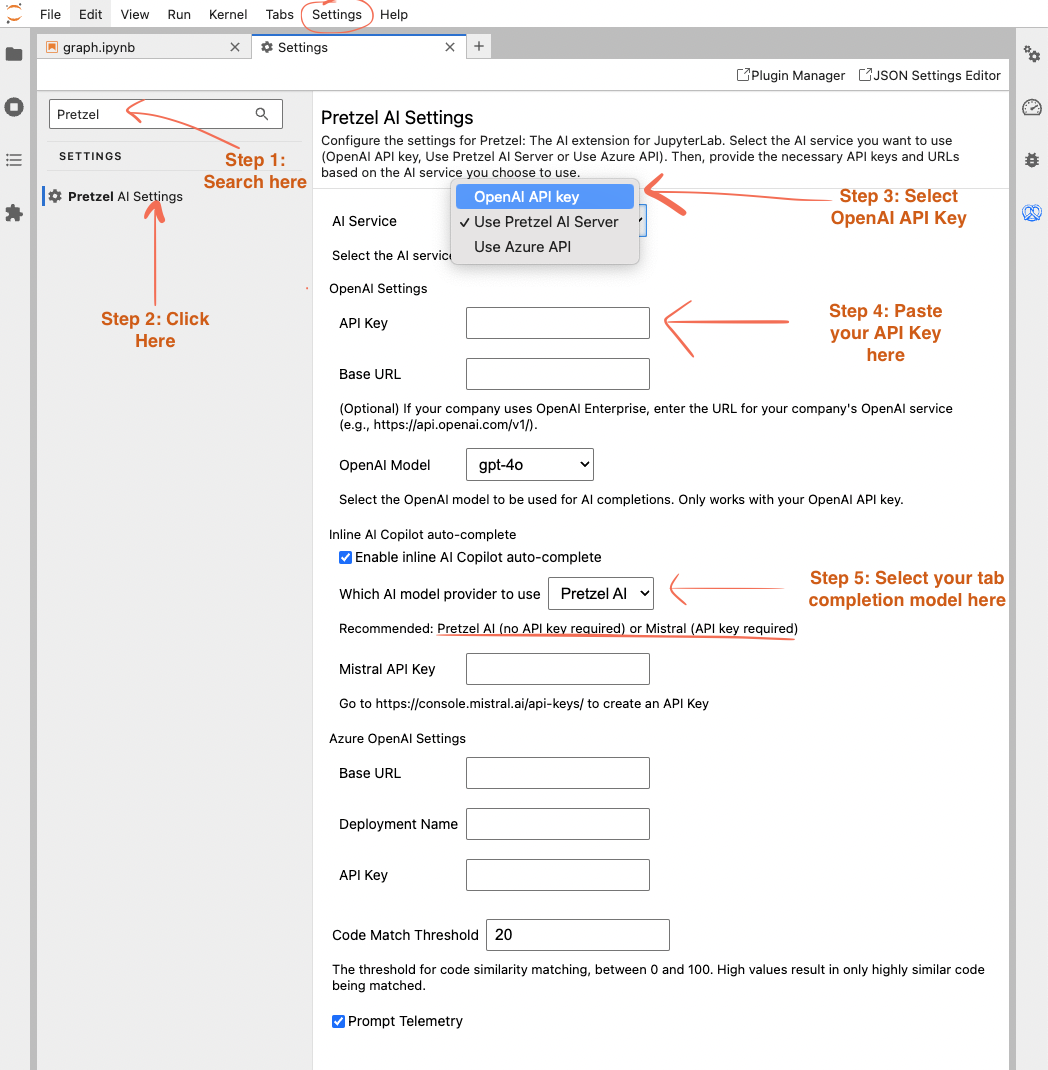 File Edit View Run Kernel Tabs Settings Help
graph.ipynb
Settings
Plugin Manager JSON Settings Editor
Pretzel
Step 1:
Search here
SETTINGS
Pretzel AI Settings
Step 2: Click
Here
Pretzel AI Settings
Configure the settings for Pretzel: The AI extension for JupyterLab. Select the AI service you want to use
(OpenAI API key, Use Pretzel AI Server or Use Azure API). Then, provide the necessary API keys and URLs
based on the AI service you choose to use.
OpenAI API key
AI Service
✓ Use Pretzel AI Server
Use Azure API
Step 3: Select
OpenAI API Key
Select the AI service
OpenAI Settings
API Key
Step 4: Paste
your API Key
here
Base URL
(Optional) If your company uses OpenAI Enterprise, enter the URL for your company's OpenAI service
(e.g., https://api.openai.com/v1/).
OpenAI Model gpt-4o
Select the OpenAI model to be used for AI completions. Only works with your OpenAI API key.
Inline AI Copilot auto-complete
Enable inline AI Copilot auto-complete
Which AI model provider to use Pretzel AI
Step 5: Select your tab
completion model here
Recommended: Pretzel AI (no API key required) or Mistral (API key required)
Mistral API Key
Go to https://console.mistral.ai/api-keys/ to create an API Key
Azure OpenAI Settings
Base URL
Deployment Name
API Key
Code Match Threshold 20
The threshold for code similarity matching, between 0 and 100. High values result in only highly similar code
being matched.
Prompt Telemetry